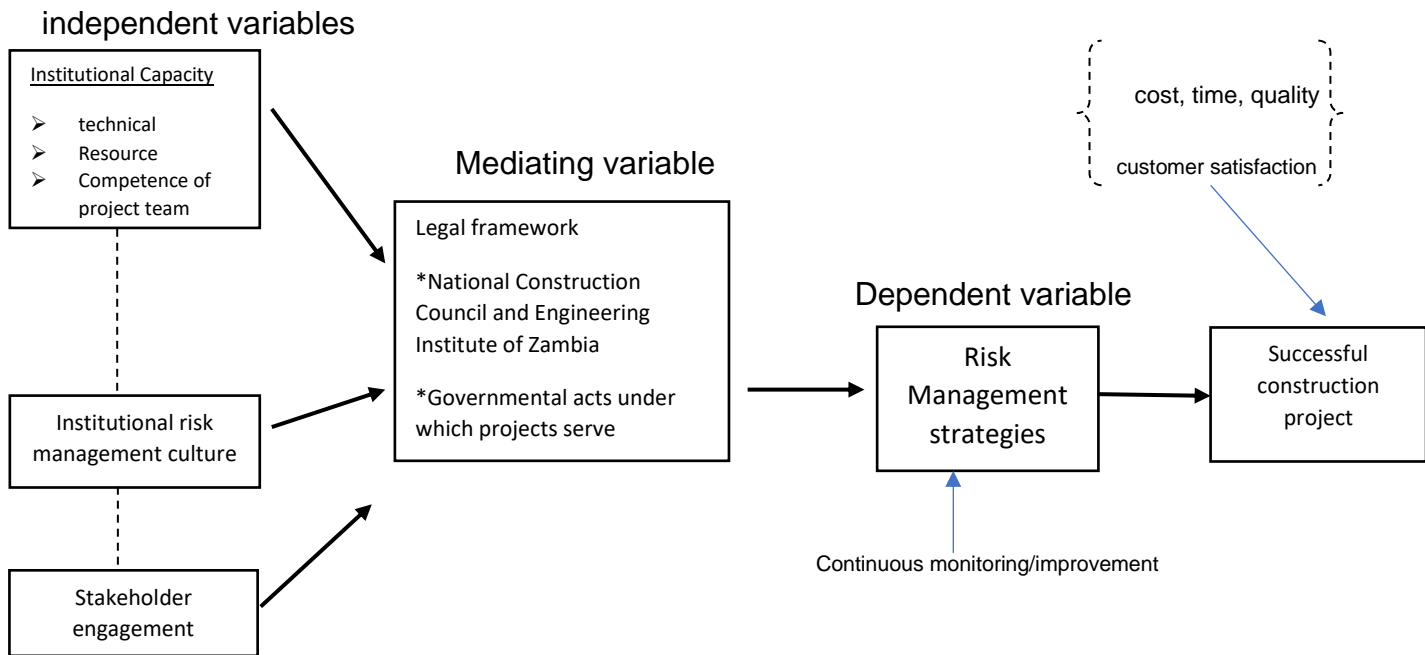 independent variables
Institutional Capacity
➢ technical
➢ Resource
➢ Competence of
project team
Institutional risk
management culture
Stakeholder
engagement
Mediating variable
Legal framework
*National Construction
Council and Engineering
Institute of Zambia
*Governmental acts under
which projects serve
Dependent variable
Risk
Management
strategies
Continuous monitoring/improvement
cost, time, quality
customer satisfaction
Successful
construction
project